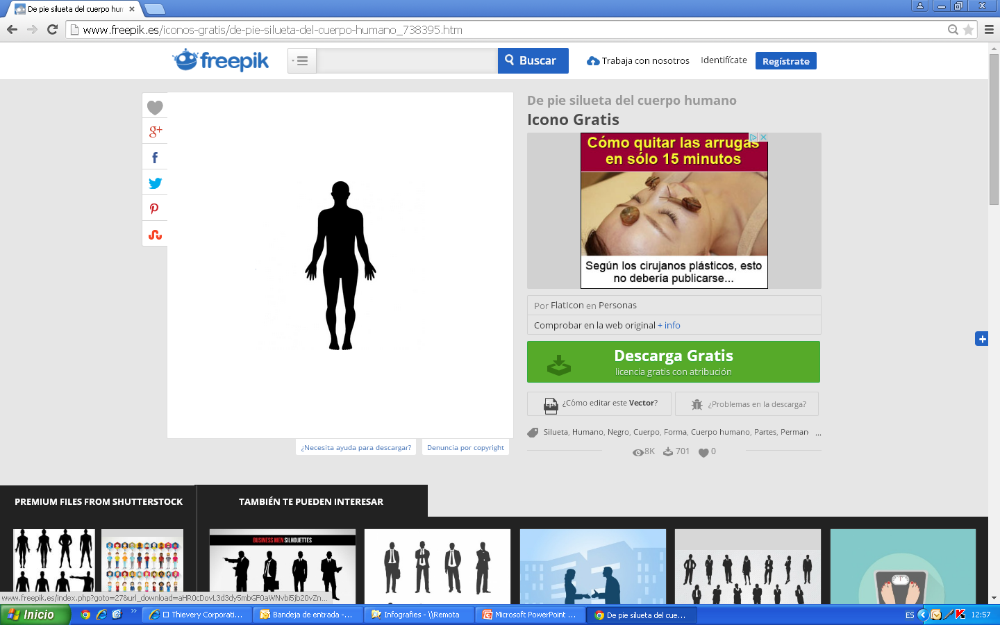 De pie silueta del cuerpo hum
www.freepik.es/iconos-gratis/de-pie-silueta-del-cuerpo-humano_738395.htm
freepik
Buscar
Trabaja con nosotros
Identifícate
Regístrate
De pie silueta del cuerpo humano
Icono Gratis
Cómo quitar las arrugas
en sólo 15 minutos
Según los cirujanos plásticos, esto
no debería publicarse...
Por FlatIcon en Personas
Comprobar en la web original + info
Descarga Gratis
licencia gratis con atribución
EPS ¿Cómo editar este Vector?
¿Problemas en la descarga?
Silueta, Humano, Negro, Cuerpo, Forma, Cuerpo humano, Partes, Perman ...
8K 701 0
¿Necesita ayuda para descargar?
Denuncia por copyright
PREMIUM FILES FROM SHUTTERSTOCK
TAMBIÉN TE PUEDEN INTERESAR
BUSINESS MEN SILHOUETTES
www.freepik.es/index.php?goto=27&url_download=aHR0cDovL3d3dy5mbGF0aWNvbi5jb20vZn...
Inicio
Thievery Corporati...
Bandeja de entrada -...
Infografies - \\Remota
Microsoft PowerPoint ...
De pie silueta del cue...
ES
12:57